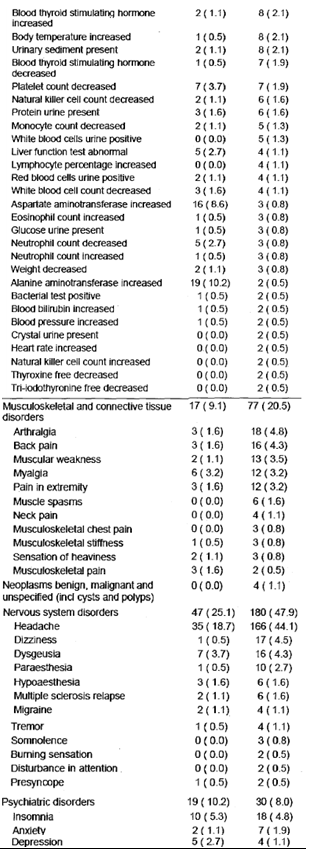 Blood thyroid stimulating hormone increased 2 ( 1.1) 8 ( 2.1)
Body temperature increased 1 ( 0.5) 8 ( 2.1)
Urinary sediment present 2 ( 1.1) 8 ( 2.1)
Blood thyroid stimulating hormone decreased 1 ( 0.5) 7 ( 1.9)
Platelet count decreased 7 ( 3.7) 7 ( 1.9)
Natural killer cell count decreased 2 ( 1.1) 6 ( 1.6)
Protein urine present 3 ( 1.6) 6 ( 1.6)
Monocyte count decreased 2 ( 1.1) 5 ( 1.3)
White blood cells urine positive 0 ( 0.0) 5 ( 1.3)
Liver function test abnormal 5 ( 2.7) 4 ( 1.1)
Lymphocyte percentage increased 0 ( 0.0) 4 ( 1.1)
Red blood cells urine positive 2 ( 1.1) 4 ( 1.1)
White blood cell count decreased 3 ( 1.6) 4 ( 1.1)
Aspartate aminotransferase increased 16 ( 8.6) 3 ( 0.8)
Eosinophil count increased 1 ( 0.5) 3 ( 0.8)
Glucose urine present 1 ( 0.5) 3 ( 0.8)
Neutrophil count decreased 5 ( 2.7) 3 ( 0.8)
Neutrophil count increased 1 ( 0.5) 3 ( 0.8)
Weight decreased 2 ( 1.1) 3 ( 0.8)
Alanine aminotransferase increased 19 ( 10.2) 2 ( 0.5)
Bacterial test positive 1 ( 0.5) 2 ( 0.5)
Blood bilirubin increased 1 ( 0.5) 2 ( 0.5)
Blood pressure increased 1 ( 0.5) 2 ( 0.5)
Crystal urine present 0 ( 0.0) 2 ( 0.5)
Heart rate increased 0 ( 0.0) 2 ( 0.5)
Natural killer cell count increased 0 ( 0.0) 2 ( 0.5)
Thyroxine free decreased 0 ( 0.0) 2 ( 0.5)
Tri-iodothyronine free decreased 0 ( 0.0) 2 ( 0.5)
Musculoskeletal and connective tissue disorders 17 ( 9.1) 77 ( 20.5)
Arthralgia 3 ( 1.6) 18 ( 4.8)
Back pain 3 ( 1.6) 16 ( 4.3)
Muscular weakness 2 ( 1.1) 13 ( 3.5)
Myalgia 6 ( 3.2) 12 ( 3.2)
Pain in extremity 3 ( 1.6) 12 ( 3.2)
Muscle spasms 0 ( 0.0) 6 ( 1.6)
Neck pain 0 ( 0.0) 4 ( 1.1)
Musculoskeletal chest pain 0 ( 0.0) 3 ( 0.8)
Musculoskeletal stiffness 1 ( 0.5) 3 ( 0.8)
Sensation of heaviness 2 ( 1.1) 3 ( 0.8)
Musculoskeletal pain 3 ( 1.6) 2 ( 0.5)
Neoplasms benign, malignant and unspecified (incl cysts and polyps) 0 ( 0.0) 4 ( 1.1)
Nervous system disorders 47 ( 25.1) 180 ( 47.9)
Headache 35 ( 18.7) 166 ( 44.1)
Dizziness 1 ( 0.5) 17 ( 4.5)
Dysgeusia 7 ( 3.7) 16 ( 4.3)
Paraesthesia 1 ( 0.5) 10 ( 2.7)
Hypoaesthesia 3 ( 1.6) 6 ( 1.6)
Multiple sclerosis relapse 2 ( 1.1) 6 ( 1.6)
Migraine 2 ( 1.1) 4 ( 1.1)
Tremor 1 ( 0.5) 4 ( 1.1)
Somnolence 0 ( 0.0) 3 ( 0.8)
Burning sensation 0 ( 0.0) 2 ( 0.5)
Disturbance in attention 0 ( 0.0) 2 ( 0.5)
Presyncope 1 ( 0.5) 2 ( 0.5)
Psychiatric disorders 19 ( 10.2) 30 ( 8.0)
Insomnia 10 ( 5.3) 18 ( 4.8)
Anxiety 2 ( 1.1) 7 ( 1.9)
Depression 5 ( 2.7) 4 ( 1.1)